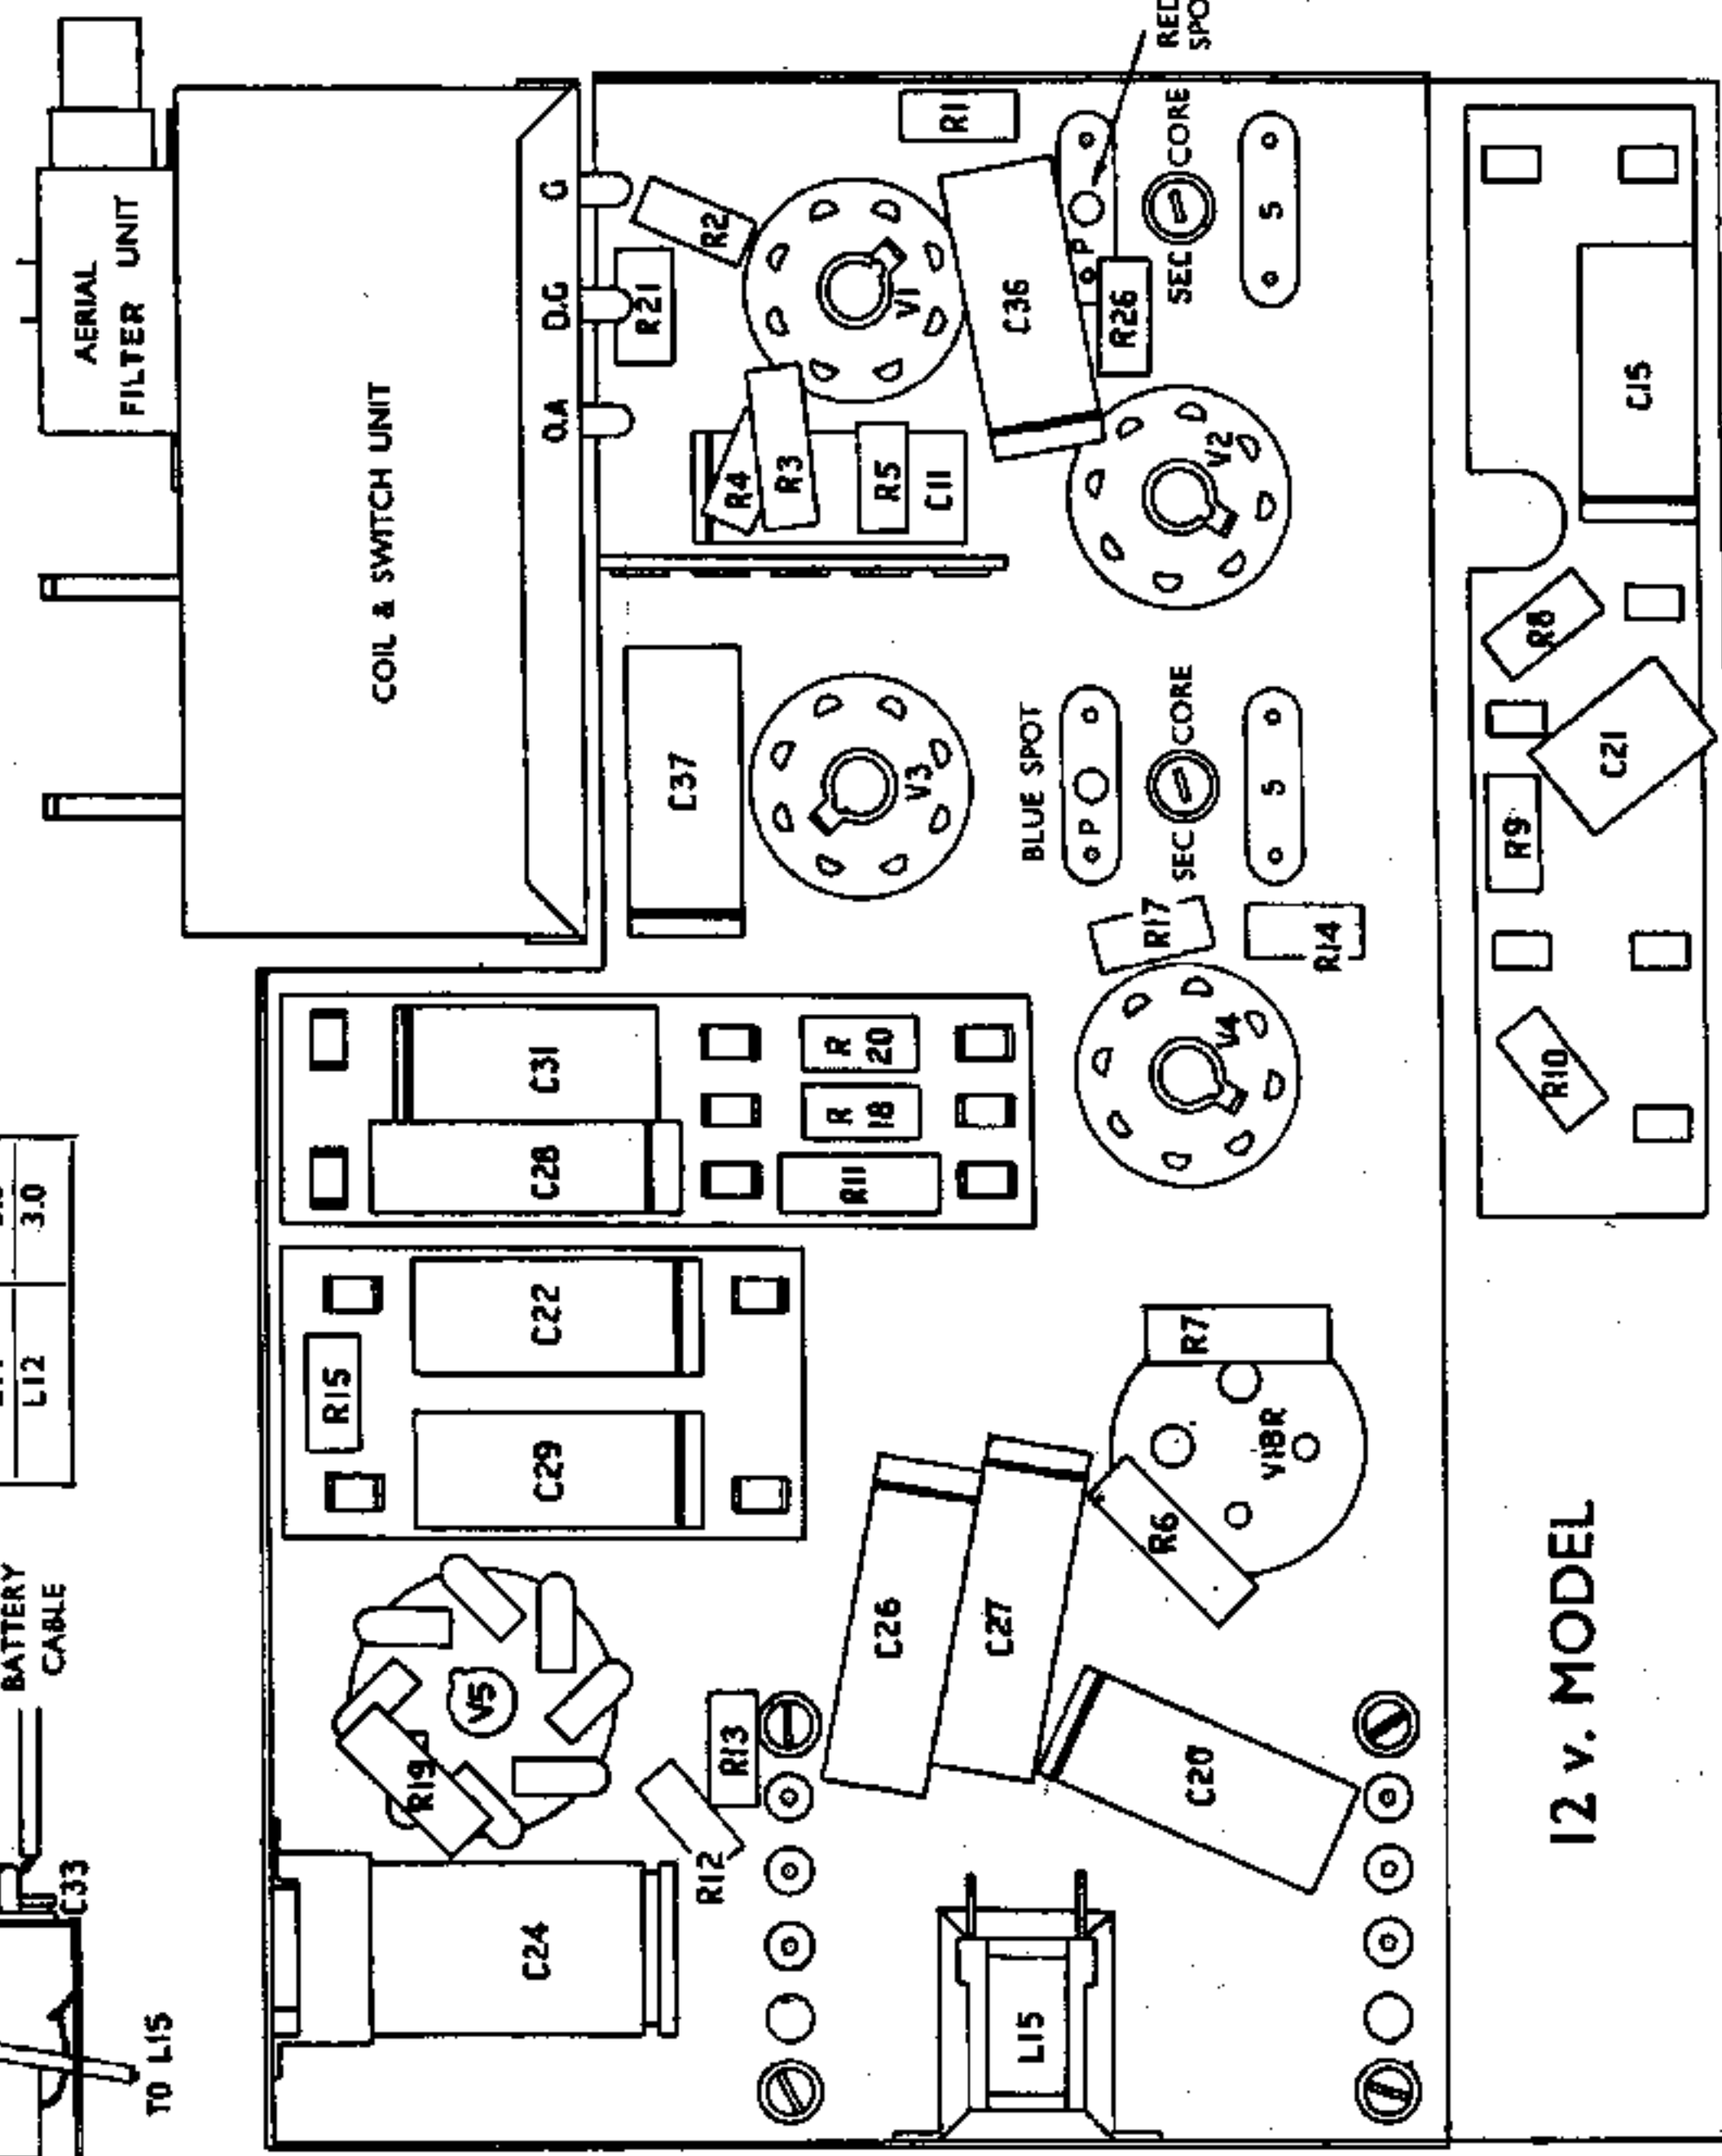 BATTERY
CABLE
C33
TO L15
L12
3.0
AERIAL
FILTER UNIT
COIL & SWITCH UNIT
O.A
O.G
G
R21
R2
R1
V1
R4
R3
R5
C11
C36
P
R26
RED
SEC
CORE
S
V2
C37
V3
BLUE SPOT
P
SEC
CORE
S
R17
R14
V4
C31
C28
R
20
R
18
R11
R15
C22
C29
V5
R19
R13
R12
C24
C26
C27
C20
R6
R7
VIBR
L15
C15
R8
C21
R9
R10
12 v. MODEL